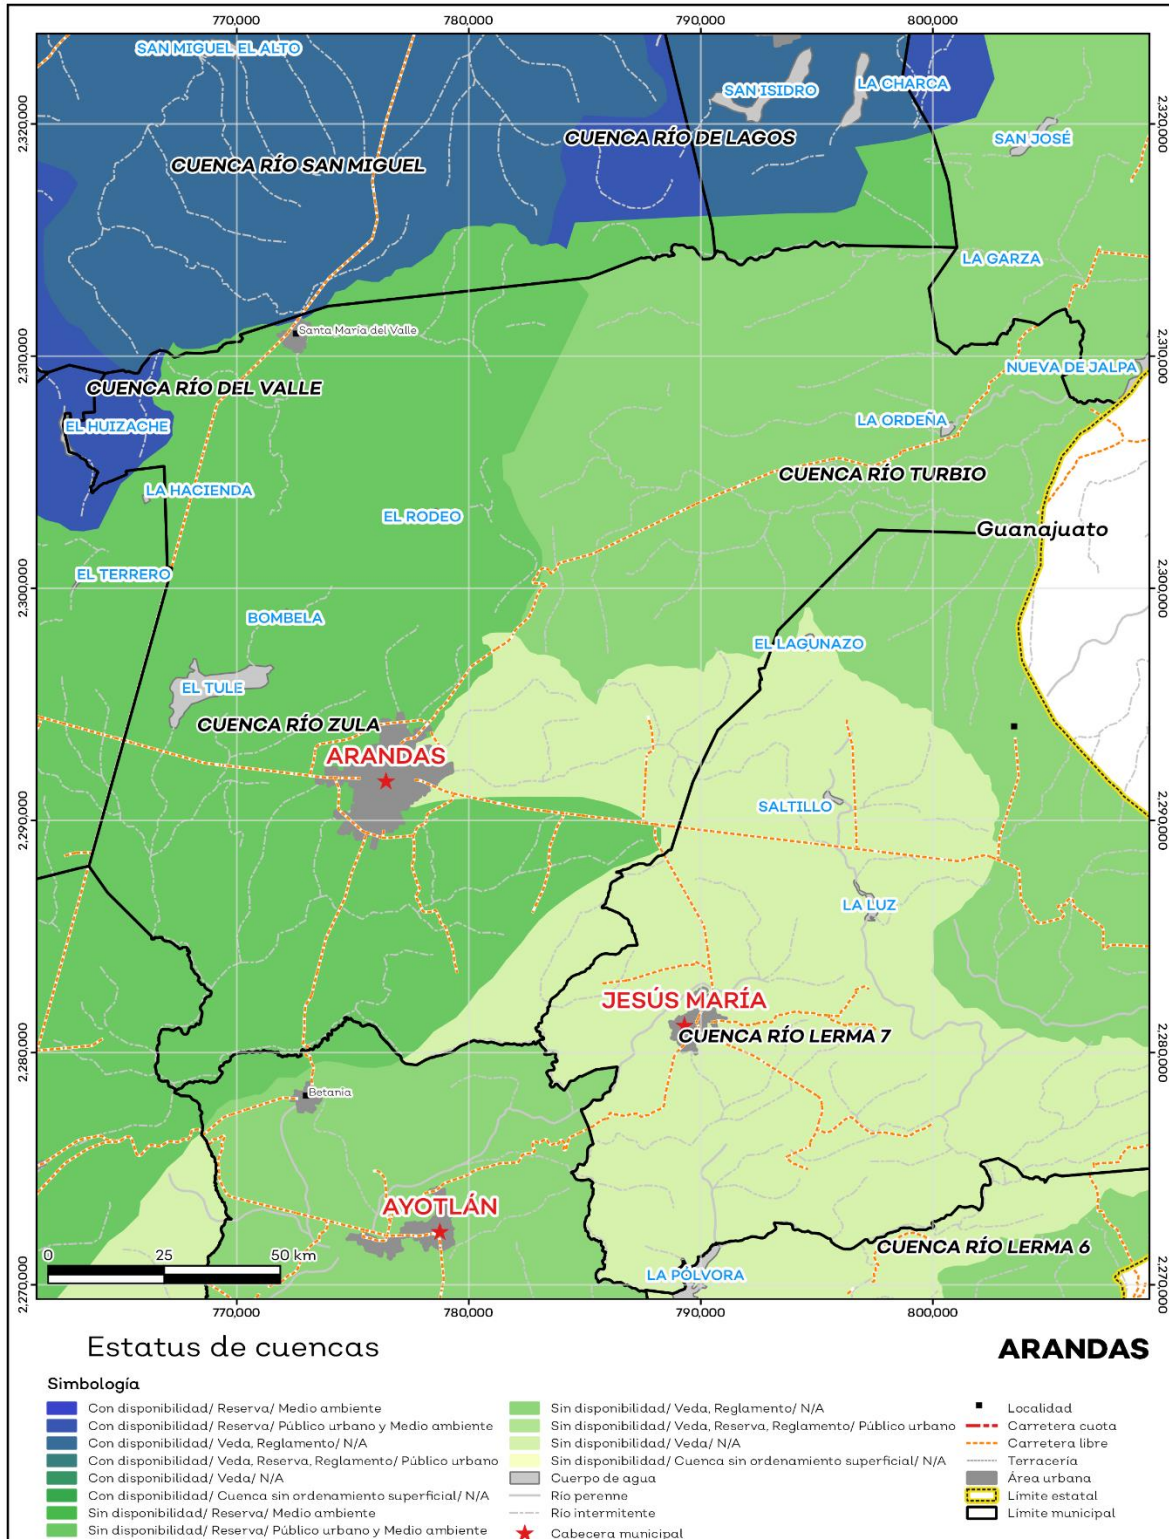 770,000 780,000 790,000 800,000
SAN MIGUEL EL ALTO
SAN ISIDRO
LA CHARCA
2,320,000
2,320,000
CUENCA RÍO DE LAGOS
SAN JOSÉ
CUENCA RÍO SAN MIGUEL
LA GARZA
Santa María del Valle
2,310,000
2,310,000
NUEVA DE JALPA
CUENCA RÍO DEL VALLE
EL HUIZACHE
LA ORDEÑA
CUENCA RÍO TURBIO
LA HACIENDA
EL RODEO
Guanajuato
EL TERRERO
2,300,000
2,300,000
BOMBELA
EL LAGUNAZO
EL TULE
CUENCA RÍO ZULA
ARANDAS
SALTILLO
2,290,000
2,290,000
LA LUZ
JESÚS MARÍA
CUENCA RÍO LERMA 7
2,280,000
2,280,000
Betania
AYOTLÁN
CUENCA RÍO LERMA 6
0 25 50 km
LA PÓLVORA
2,270,000
2,270,000
770,000 780,000 790,000 800,000
Estatus de cuencas
ARANDAS
Simbología
Con disponibilidad/ Reserva/ Medio ambiente
Con disponibilidad/ Reserva/ Público urbano y Medio ambiente
Con disponibilidad/ Veda, Reglamento/ N/A
Con disponibilidad/ Veda, Reserva, Reglamento/ Público urbano
Con disponibilidad/ Veda/ N/A
Con disponibilidad/ Cuenca sin ordenamiento superficial/ N/A
Sin disponibilidad/ Reserva/ Medio ambiente
Sin disponibilidad/ Reserva/ Público urbano y Medio ambiente
Sin disponibilidad/ Veda, Reglamento/ N/A
Sin disponibilidad/ Veda, Reserva, Reglamento/ Público urbano
Sin disponibilidad/ Veda/ N/A
Sin disponibilidad/ Cuenca sin ordenamiento superficial/ N/A
Cuerpo de agua
Río perenne
Río intermitente
Cabecera municipal
Localidad
Carretera cuota
Carretera libre
Terracería
Área urbana
Límite estatal
Límite municipal